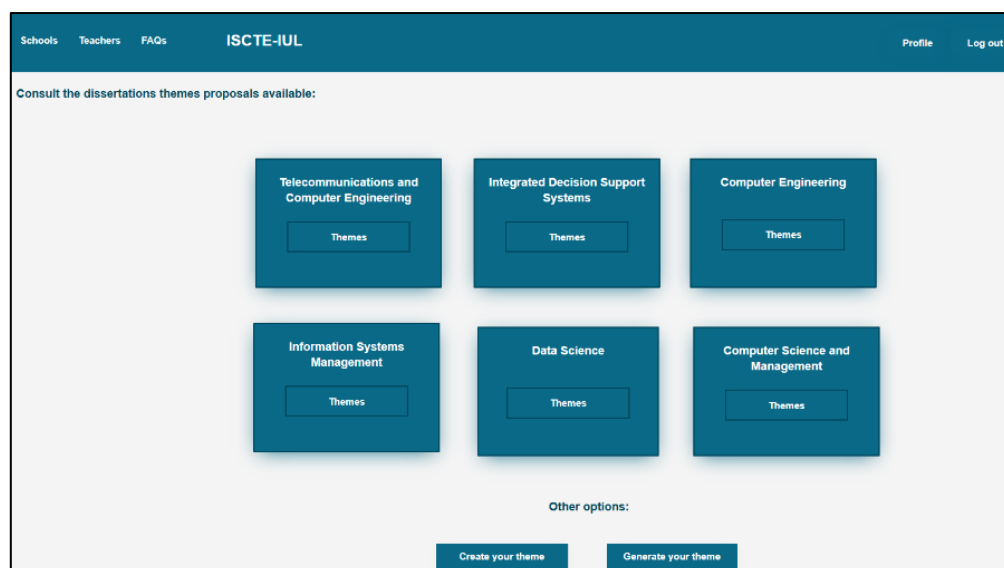 Schools Teachers FAQs ISCTE-IUL Profile Log out
Consult the dissertations themes proposals available:
Telecommunications and
Computer Engineering
Themes
Integrated Decision Support
Systems
Themes
Computer Engineering
Themes
Information Systems
Management
Themes
Data Science
Themes
Computer Science and
Management
Themes
Other options:
Create your theme
Generate your theme